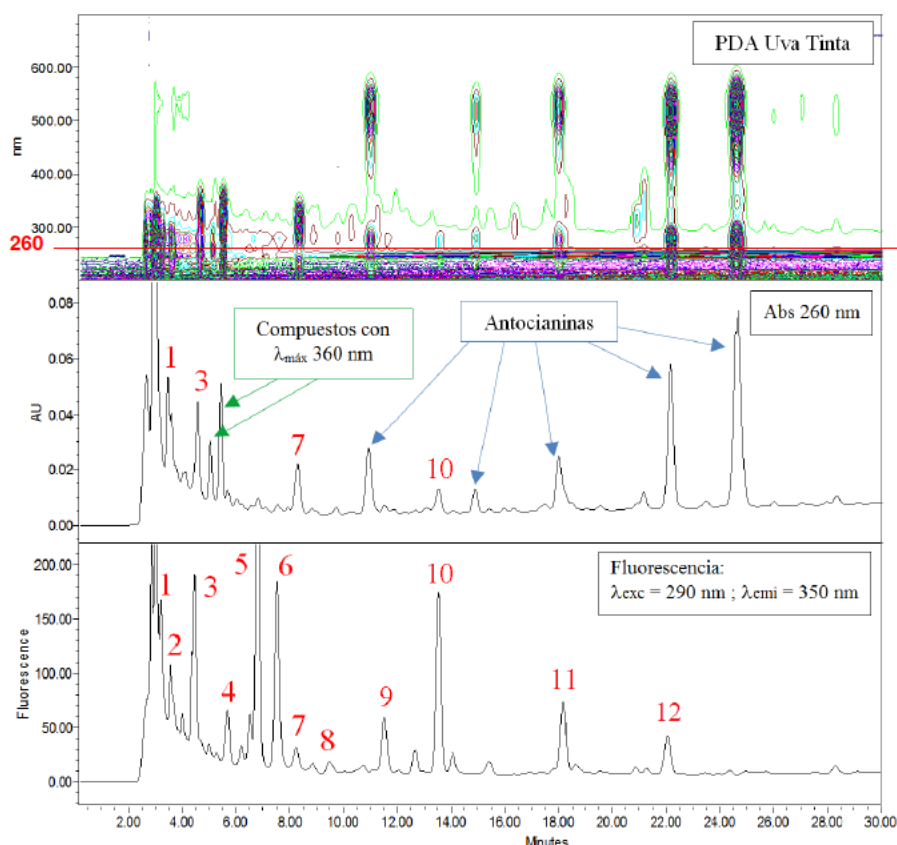 PDA Uva Tinta
600.00
500.00
nm
400.00
300.00
260
0.08
Abs 260 nm
Compuestos con
λmáx 360 nm
Antocianinas
0.06
1
3
AU
0.04
7
0.02
10
0.00
Fluorescencia:
λexc = 290 nm ; λemi = 350 nm
200.00
1
3
5
6
10
150.00
2
Fluorescence
100.00
4
9
11
50.00
7
8
12
0.00
2.00 4.00 6.00 8.00 10.00 12.00 14.00 16.00 18.00 20.00 22.00 24.00 26.00 28.00 30.00
Minutes